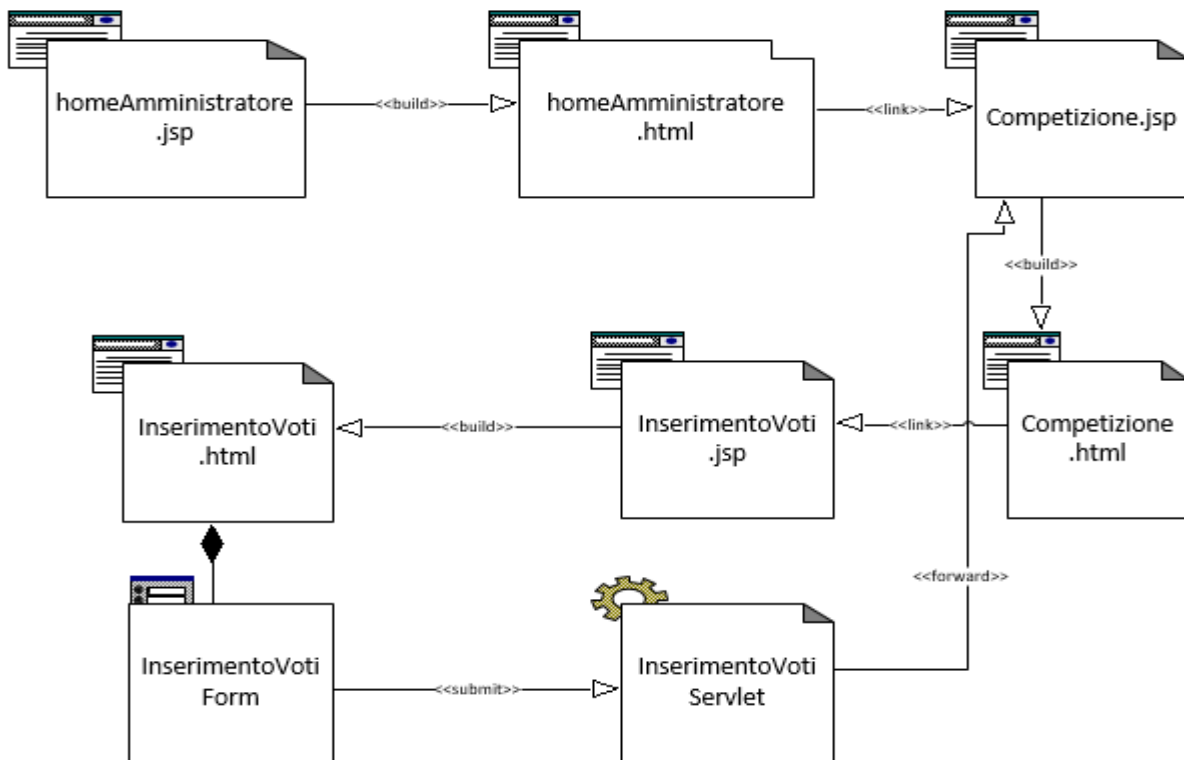 homeAmministratore
.jsp
<<build>>
homeAmministratore
.html
<<link>>
Competizione.jsp
<<build>>
InserimentoVoti
.html
<<build>>
InserimentoVoti
.jsp
<<link>>
Competizione
.html
<<forward>>
InserimentoVoti
Form
<<submit>>
InserimentoVoti
Servlet